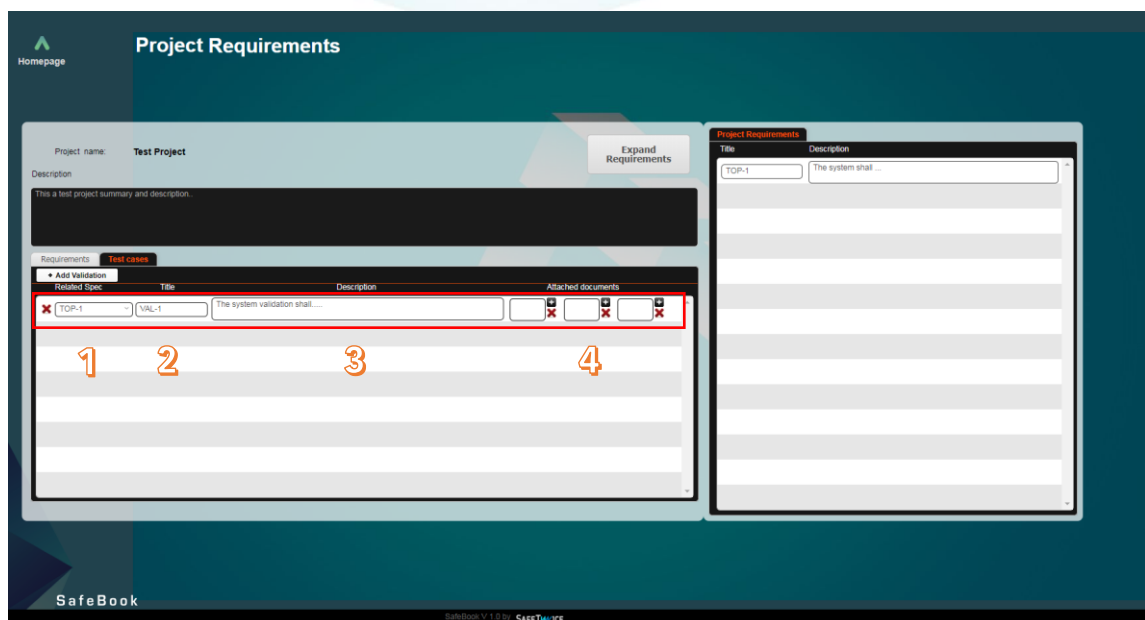 Project Requirements
Homepage
Project name: Test Project
Expand
Requirements
Description
This a test project summary and description..
Requirements Test cases
+ Add Validation
Related Spec Title Description Attached documents
TOP-1 VAL-1 The system validation shall....
1 2 3 4
Project Requirements
Title Description
TOP-1 The system shall ...
SafeBook
SafeBook V 1.0 by SAFETWICE